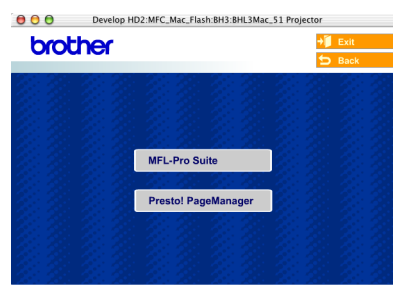 Develop HD2:MFC_Mac_Flash:BH3:BHL3Mac_51 Projector
brother
Exit
Back
MFL-Pro Suite
Presto! PageManager